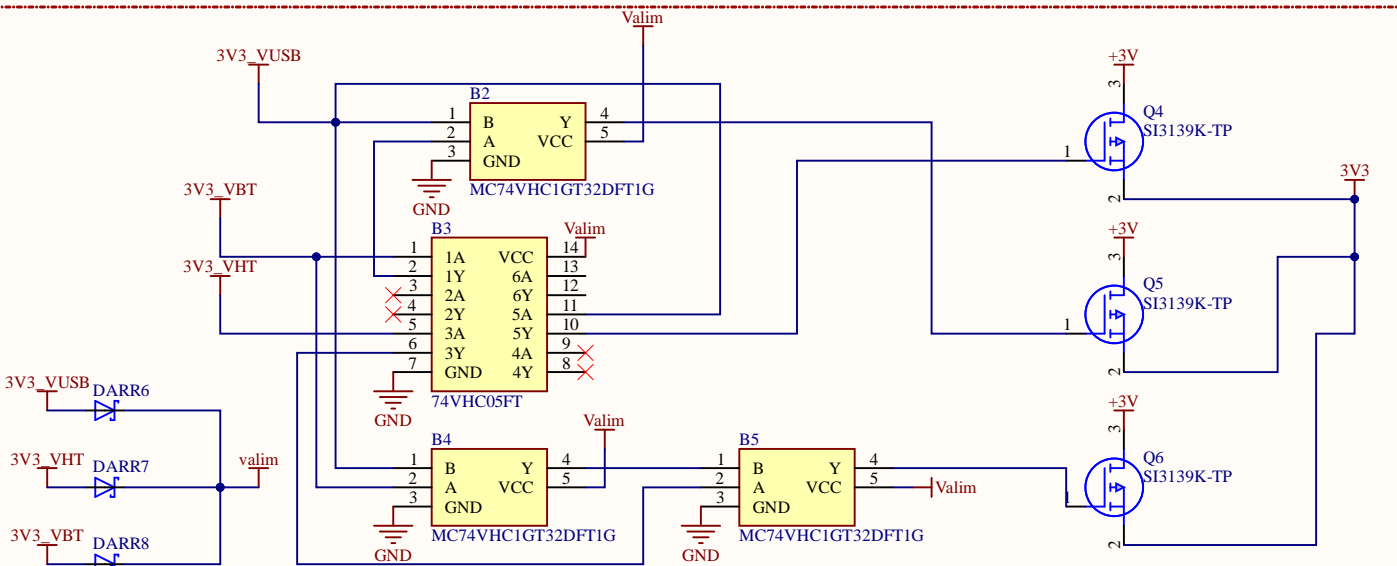 Valim
3V3_VUSB
B2
1 B Y 4
2 A VCC 5
3 GND
MC74VHC1GT32DFT1G
GND
+3V
3
Q4
SI3139K-TP
1
2
3V3
3V3_VBT
3V3_VHT
B3
Valim
1 1A VCC 14
2 1Y 6A 13
3 2A 6Y 12
4 2Y 5A 11
5 3A 5Y 10
6 3Y 4A 9
7 GND 4Y 8
74VHC05FT
GND
+3V
3
Q5
SI3139K-TP
1
2
3V3_VUSB
DARR6
3V3_VHT
DARR7
valim
3V3_VBT
DARR8
B4
Valim
1 B Y 4
2 A VCC 5
3 GND
MC74VHC1GT32DFT1G
GND
B5
1 B Y 4
2 A VCC 5
3 GND
Valim
MC74VHC1GT32DFT1G
GND
+3V
3
Q6
SI3139K-TP
1
2